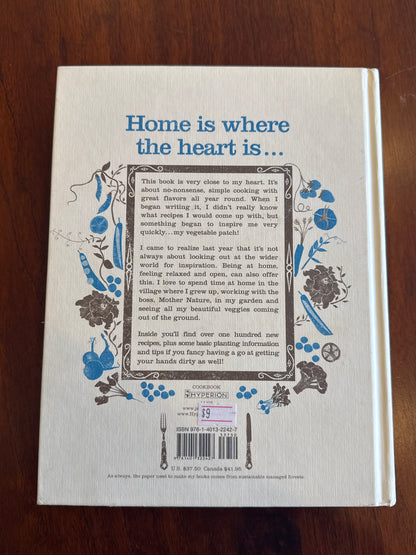 Home is where
the heart is...
This book is very close to my heart. It's
about no-nonsense, simple cooking with
great flavors all year round. When I
began writing it, I didn't really know
what recipes I would come up with, but
something began to inspire me very
quickly...my vegetable patch!
I came to realize last year that it's not
always about looking out at the wider
world for inspiration. Being at home,
feeling relaxed and open, can also offer
this. I love to spend time at home in the
village where I grew up, working with the
boss, Mother Nature, in my garden and
seeing all my beautiful veggies coming
out of the ground.
Inside you'll find over one hundred new
recipes, plus some basic planting information
and tips if you fancy having a go at getting
your hands dirty as well!
COOKBOOK
HYPERION
$9
ISBN 978-1-4013-2242-7
53750
9 781401 322427
U.S. $37.50 Canada $41.95
As always, the paper used to make my books comes from sustainable managed forests.